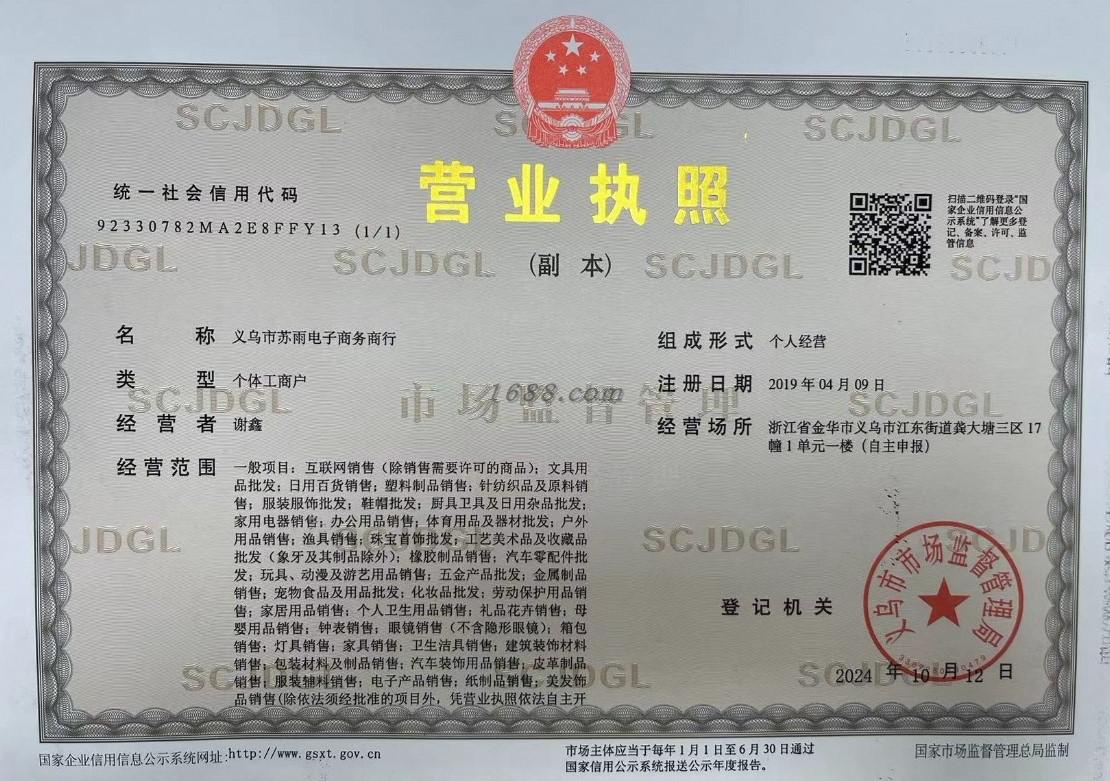 SCJDGL
SCJDGL
营业执照
统一社会信用代码
92330782MA2E8FFY13 (1/1)
扫描二维码登录“国
家企业信用信息公
示系统”了解更多登
记、备案、许可、监
管信息
JDGL
SCJDGL
(副 本)
SCJDGL
SCJD
名 称 义乌市苏雨电子商务商行
组成形式 个人经营
类 型 个体工商户
注册日期 2019 年 04 月 09 日
SCJDGL
市场监督管理
1688.com
SCJDGL
经 营 者 谢鑫
经营场所 浙江省金华市义乌市江东街道龚大塘三区 17
幢 1 单元一楼（自主申报）
经营范围 一般项目：互联网销售（除销售需要许可的商品）；文具用
品批发；日用百货销售；塑料制品销售；针纺织品及原料销
售；服装服饰批发；鞋帽批发；厨具卫具及日用杂品批发；
家用电器销售；办公用品销售；体育用品及器材批发；户外
用品销售；渔具销售；珠宝首饰批发；工艺美术品及收藏品
批发（象牙及其制品除外）；橡胶制品销售；汽车零配件批
发；玩具、动漫及游艺用品销售；五金产品批发；金属制品
销售；宠物食品及用品批发；化妆品批发；劳动保护用品销
售；家居用品销售；个人卫生用品销售；礼品花卉销售；母
婴用品销售；钟表销售；眼镜销售（不含隐形眼镜）；箱包
销售；灯具销售；家具销售；卫生洁具销售；建筑装饰材料
销售；包装材料及制品销售；汽车装饰用品销售；皮革制品
销售；服装辅料销售；电子产品销售；纸制品销售；美发饰
品销售(除依法须经批准的项目外，凭营业执照依法自主开
JDGL
SCJDGL
登记机关
义乌市市场监督管理局
2024 年 10 月 12 日
国家企业信用信息公示系统网址:http://www.gsxt.gov.cn
市场主体应当于每年 1 月 1 日至 6 月 30 日通过
国家信用公示系统报送公示年度报告。
国家市场监督管理总局监制